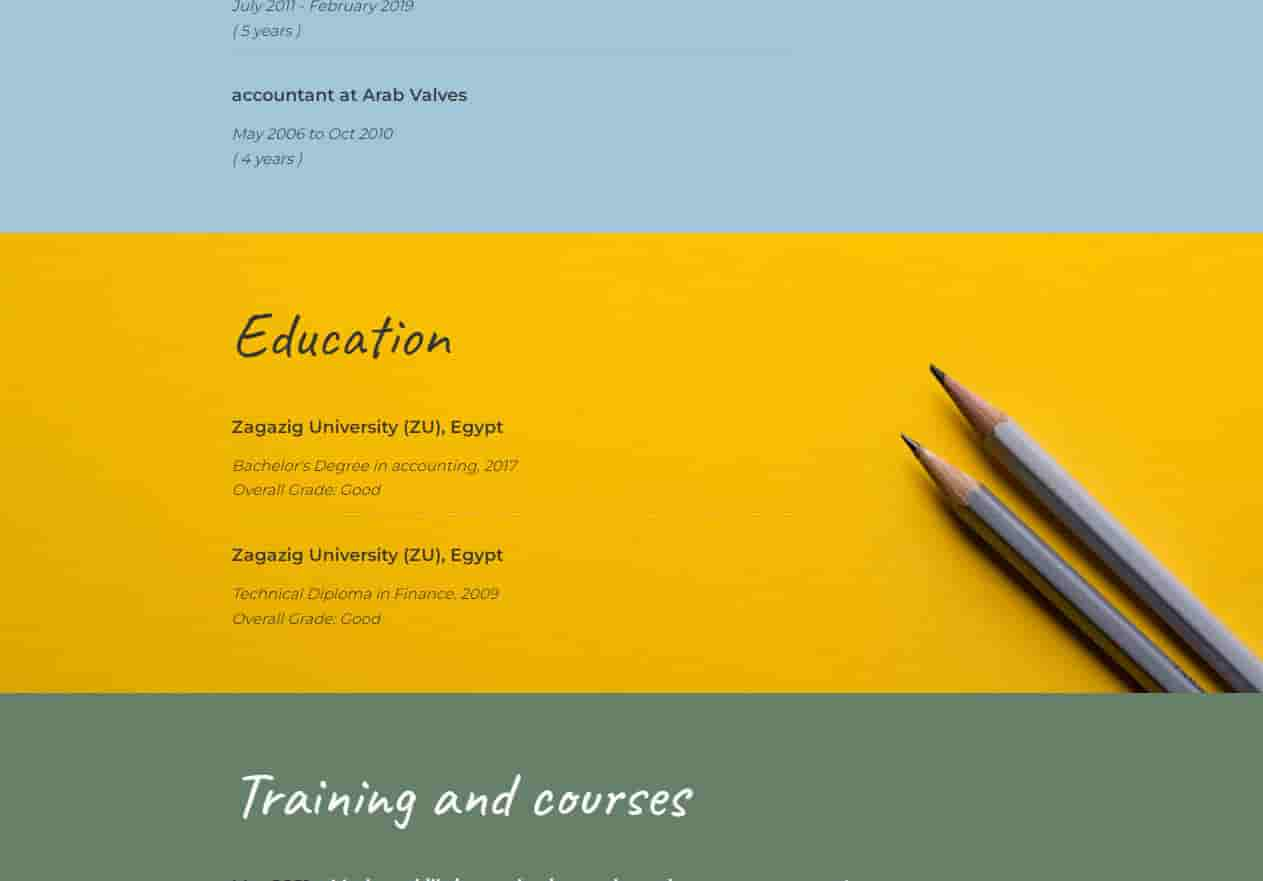 July 2011 - February 2019
( 5 years )
accountant at Arab Valves
May 2006 to Oct 2010
( 4 years )
Education
Zagazig University (ZU), Egypt
Bachelor's Degree in accounting, 2017
Overall Grade: Good
Zagazig University (ZU), Egypt
Technical Diploma in Finance, 2009
Overall Grade: Good
Training and courses